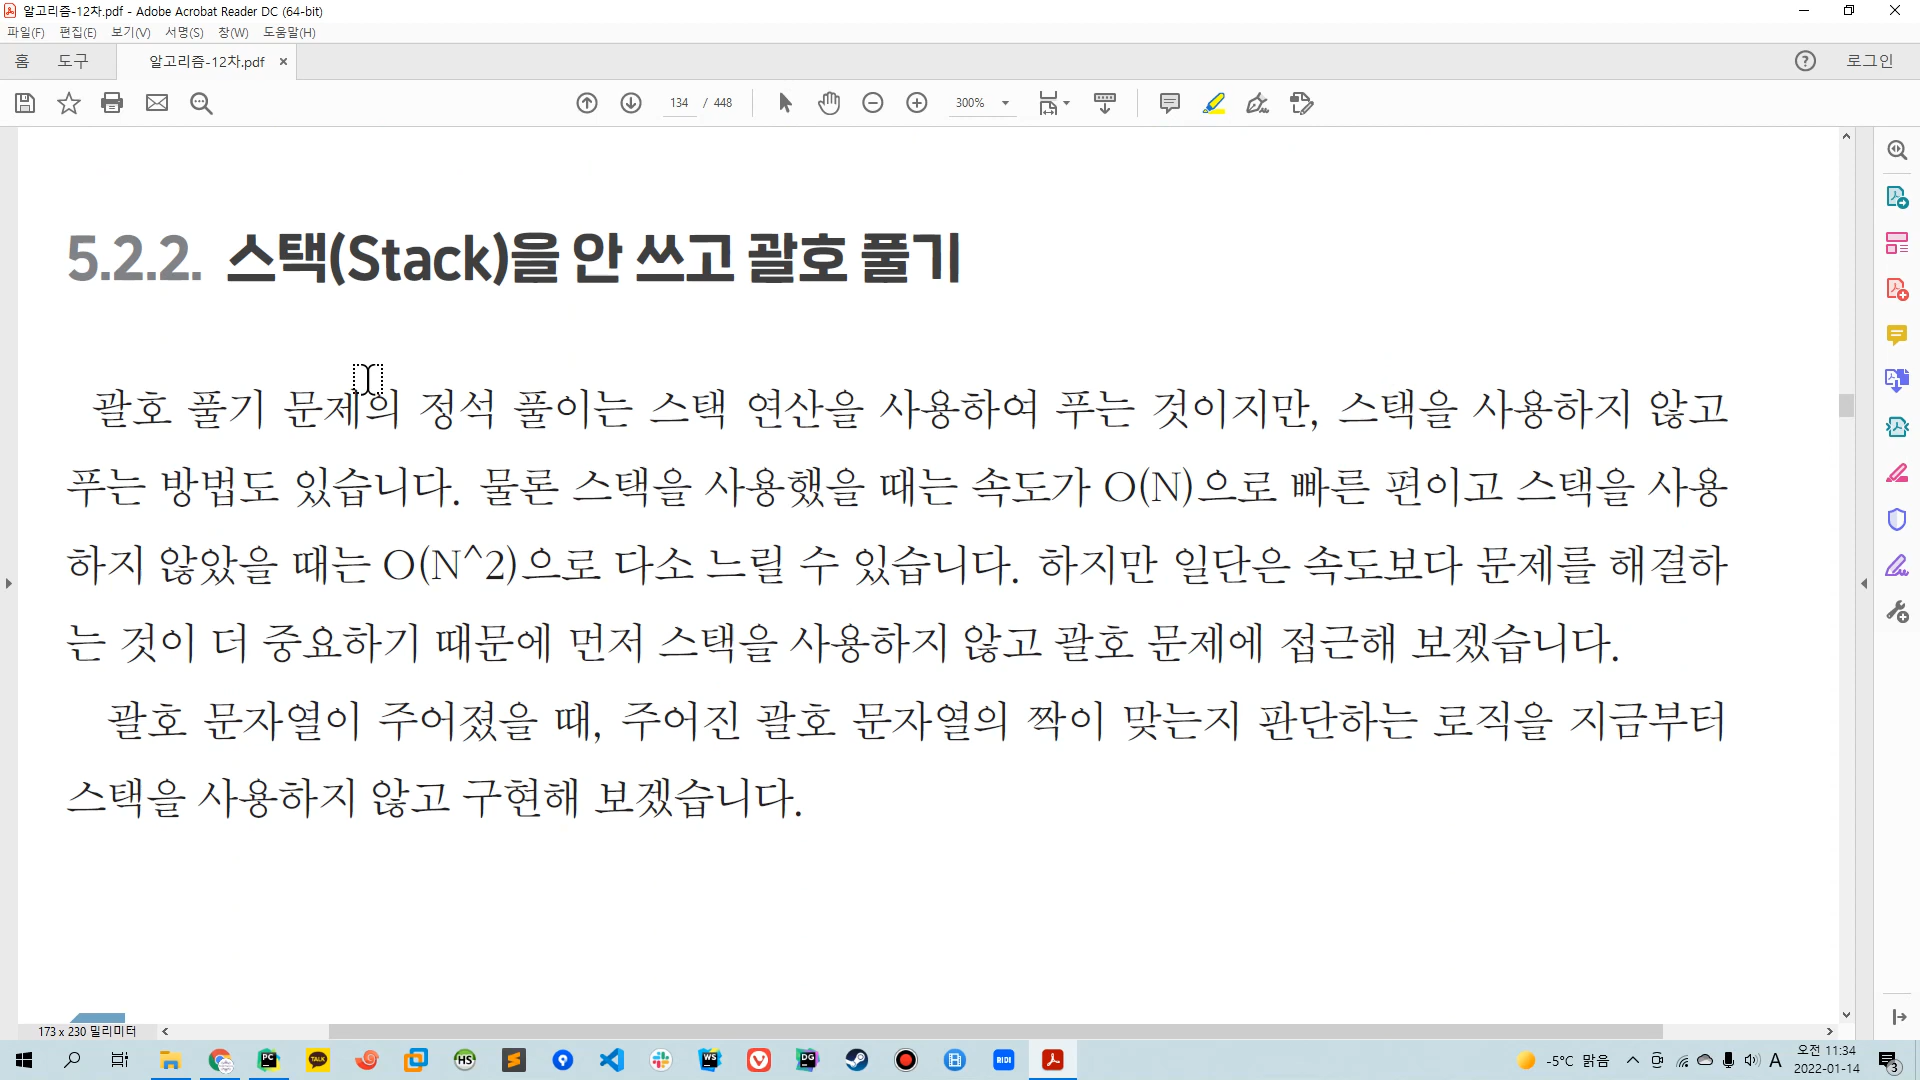 알고리즘-12차.pdf - Adobe Acrobat Reader DC (64-bit)
파일(F) 편집(E) 보기(V) 서명(S) 창(W) 도움말(H)
홈 도구 알고리즘-12차.pdf × 로그인
134 / 448 300%
5.2.2. 스택(Stack)을 안 쓰고 괄호 풀기
괄호 풀기 문제의 정석 풀이는 스택 연산을 사용하여 푸는 것이지만, 스택을 사용하지 않고
푸는 방법도 있습니다. 물론 스택을 사용했을 때는 속도가 O(N)으로 빠른 편이고 스택을 사용
하지 않았을 때는 O(N^2)으로 다소 느릴 수 있습니다. 하지만 일단은 속도보다 문제를 해결하
는 것이 더 중요하기 때문에 먼저 스택을 사용하지 않고 괄호 문제에 접근해 보겠습니다.
괄호 문자열이 주어졌을 때, 주어진 괄호 문자열의 짝이 맞는지 판단하는 로직을 지금부터
스택을 사용하지 않고 구현해 보겠습니다.
173 x 230 밀리미터
PC TALK HS WS DG RIDI -5°C 맑음 A 오전 11:34
2022-01-14 3